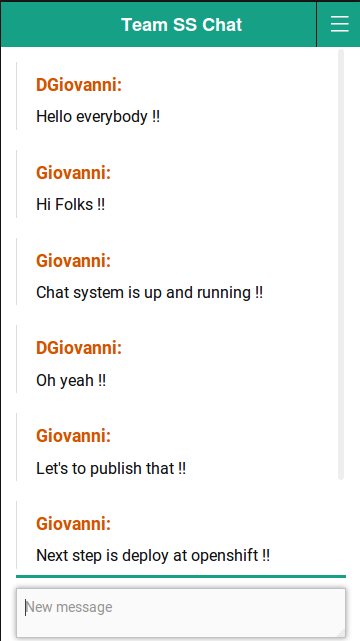 Team SS Chat
DGiovanni:
Hello everybody !!
Giovanni:
Hi Folks !!
Giovanni:
Chat system is up and running !!
DGiovanni:
Oh yeah !!
Giovanni:
Let's to publish that !!
Giovanni:
Next step is deploy at openshift !!
New message